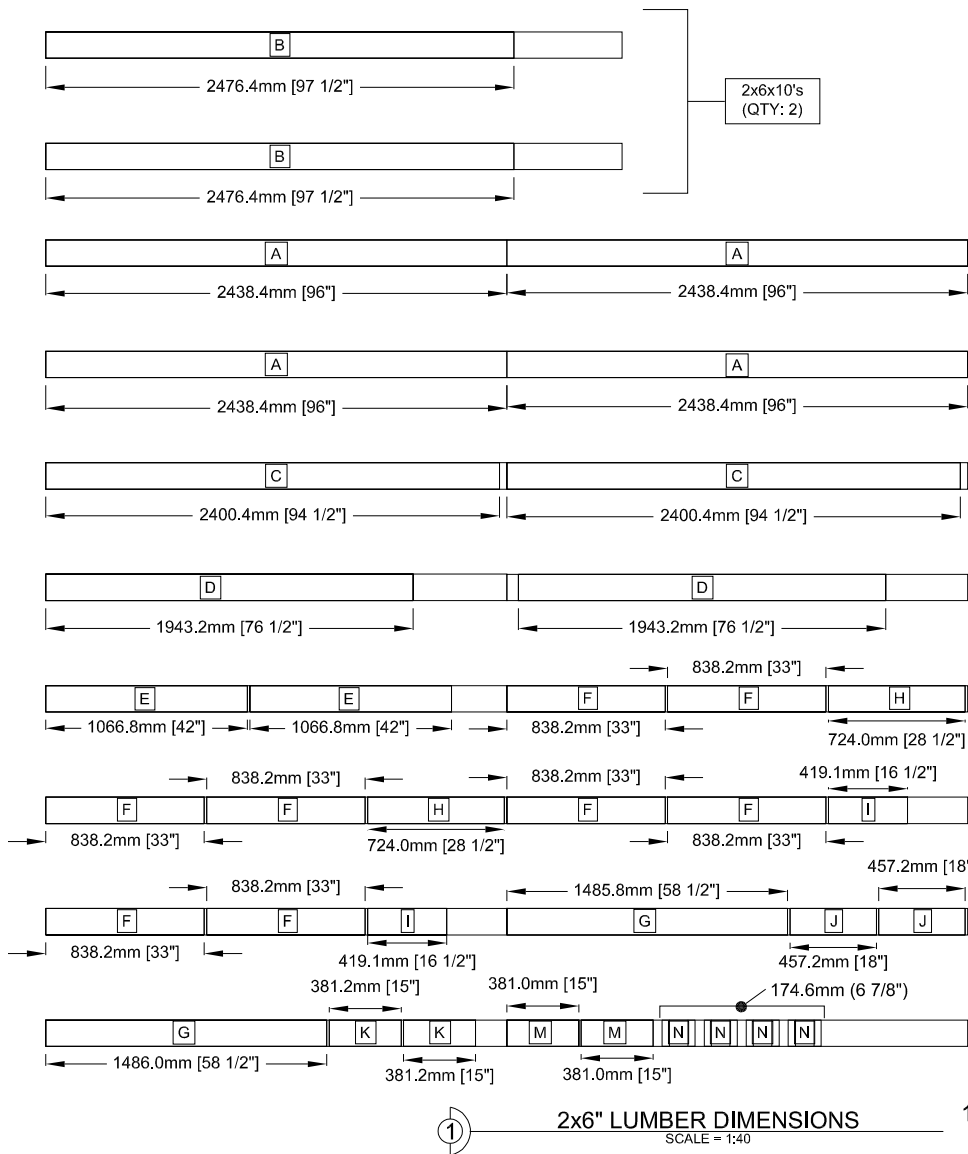 B
2476.4mm [97 1/2"]
2x6x10's
(QTY: 2)
B
2476.4mm [97 1/2"]
A A
2438.4mm [96"] 2438.4mm [96"]
A A
2438.4mm [96"] 2438.4mm [96"]
C C
2400.4mm [94 1/2"] 2400.4mm [94 1/2"]
D D
1943.2mm [76 1/2"] 1943.2mm [76 1/2"]
838.2mm [33"]
E E F F H
1066.8mm [42"] 1066.8mm [42"] 838.2mm [33"]
724.0mm [28 1/2"]
838.2mm [33"] 838.2mm [33"] 419.1mm [16 1/2"]
F F H F F I
838.2mm [33"] 724.0mm [28 1/2"] 838.2mm [33"]
457.2mm [18"
838.2mm [33"] 1485.8mm [58 1/2"]
F F I G J J
838.2mm [33"] 419.1mm [16 1/2"] 457.2mm [18"]
381.2mm [15"] 381.0mm [15"] 174.6mm (6 7/8")
G K K M M N N N N
1486.0mm [58 1/2"] 381.2mm [15"] 381.0mm [15"]
1 2x6" LUMBER DIMENSIONS 1
SCALE = 1:40